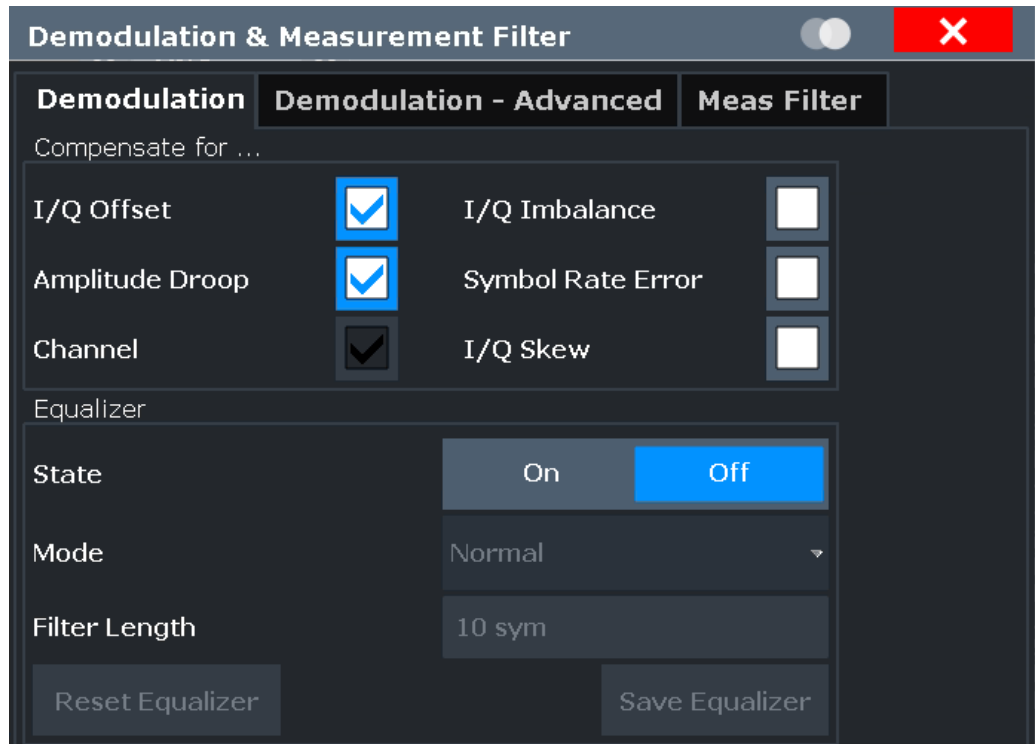 Demodulation & Measurement Filter
Demodulation Demodulation - Advanced Meas Filter
Compensate for ...
I/Q Offset I/Q Imbalance
Amplitude Droop Symbol Rate Error
Channel I/Q Skew
Equalizer
State On Off
Mode Normal
Filter Length 10 sym
Reset Equalizer Save Equalizer